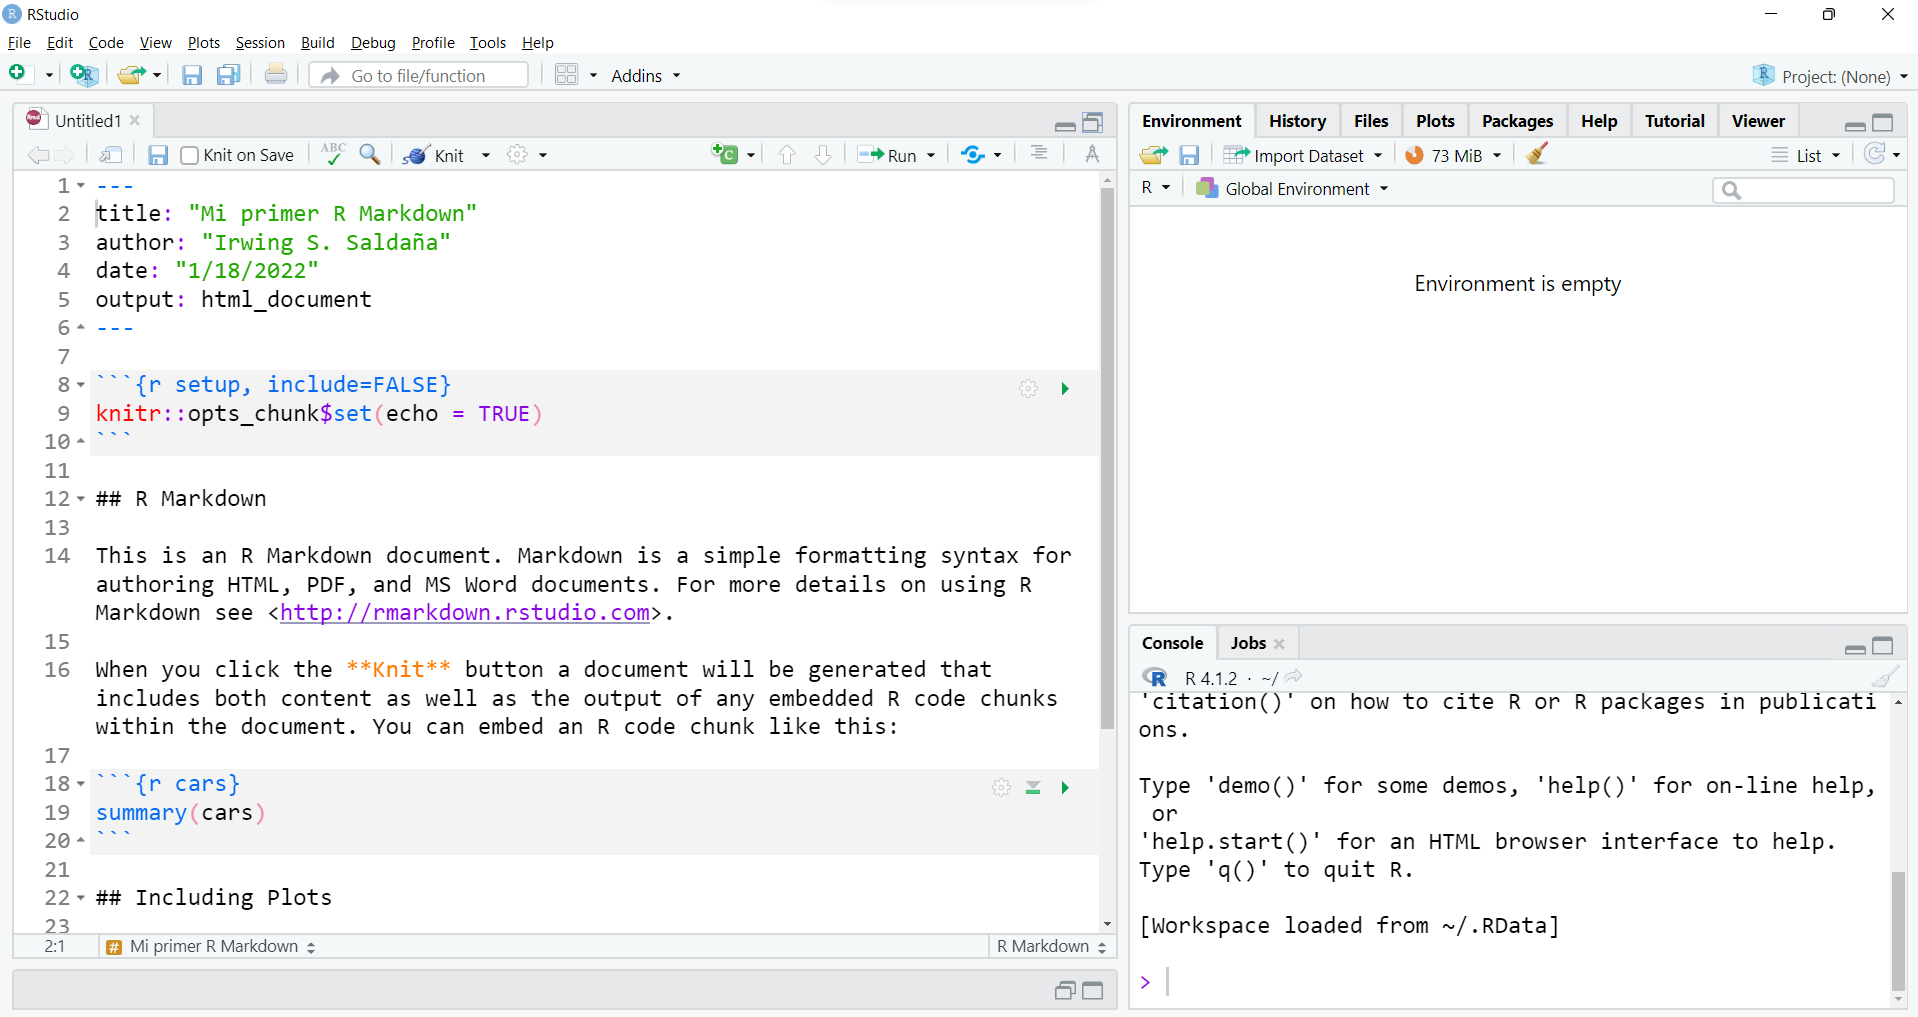 RStudio
File Edit Code View Plots Session Build Debug Profile Tools Help
Go to file/function Addins Project: (None)
Untitled1
Knit on Save ABC Knit Run
1 ---
2 title: "Mi primer R Markdown"
3 author: "Irwing S. Saldaña"
4 date: "1/18/2022"
5 output: html_document
6 ---
7
8 ```{r setup, include=FALSE}
9 knitr::opts_chunk$set(echo = TRUE)
10 ```
11
12 ## R Markdown
13
14 This is an R Markdown document. Markdown is a simple formatting syntax for
authoring HTML, PDF, and MS Word documents. For more details on using R
Markdown see <http://rmarkdown.rstudio.com>.
15
16 When you click the **Knit** button a document will be generated that
includes both content as well as the output of any embedded R code chunks
within the document. You can embed an R code chunk like this:
17
18 ```{r cars}
19 summary(cars)
20 ```
21
22 ## Including Plots
23
2:1 # Mi primer R Markdown R Markdown
Environment History Files Plots Packages Help Tutorial Viewer
Import Dataset 73 MiB List
R Global Environment
Environment is empty
Console Jobs
R R 4.1.2 · ~/
'citation()' on how to cite R or R packages in publicati
ons.
Type 'demo()' for some demos, 'help()' for on-line help,
or
'help.start()' for an HTML browser interface to help.
Type 'q()' to quit R.
[Workspace loaded from ~/.RData]
>